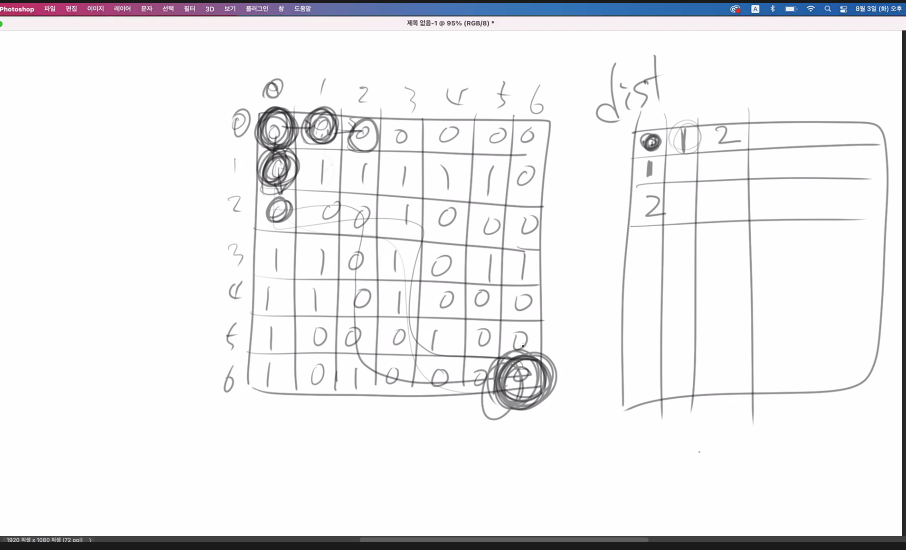 Photoshop 파일 편집 이미지 레이어 문자 선택 필터 3D 보기 플러그인 창 도움말 A 8월 3일 (화) 오후
제목 없음-1 @ 95% (RGB/8) *
dist
0 1 2 3 4 5 6
0 0 0 0 0 0 0 0
1 0 1 1 1 1 1 0
2 0 0 0 1 0 0 0
3 1 1 0 1 0 1 1
4 1 1 0 1 0 0 0
5 1 0 0 0 1 0 0
6 1 0 1 0 0 0 0
0 1 2
1
2
1920 픽셀 x 1080 픽셀 (72 ppi)